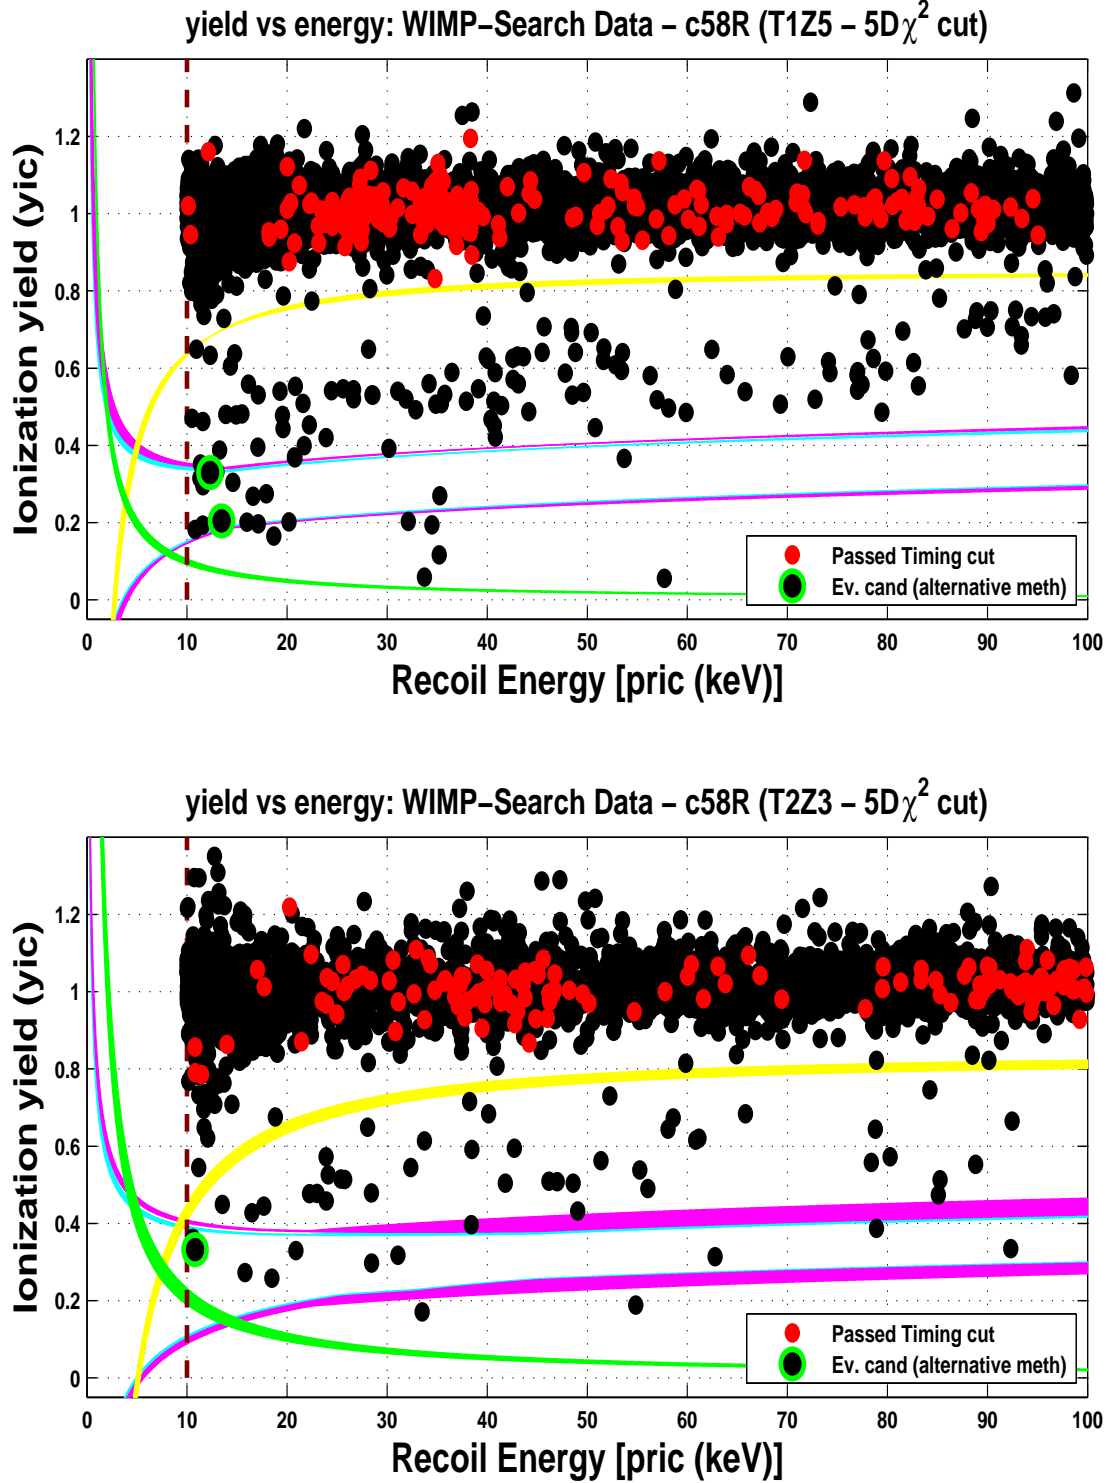 yield vs energy: WIMP−Search Data − c58R (T1Z5 − 5Dχ² cut)
Ionization yield (yic)
1.2
1
0.8
0.6
0.4
0.2
0
Passed Timing cut
Ev. cand (alternative meth)
0 10 20 30 40 50 60 70 80 90 100
Recoil Energy [pric (keV)]
yield vs energy: WIMP−Search Data − c58R (T2Z3 − 5Dχ² cut)
Ionization yield (yic)
1.2
1
0.8
0.6
0.4
0.2
0
Passed Timing cut
Ev. cand (alternative meth)
0 10 20 30 40 50 60 70 80 90 100
Recoil Energy [pric (keV)]